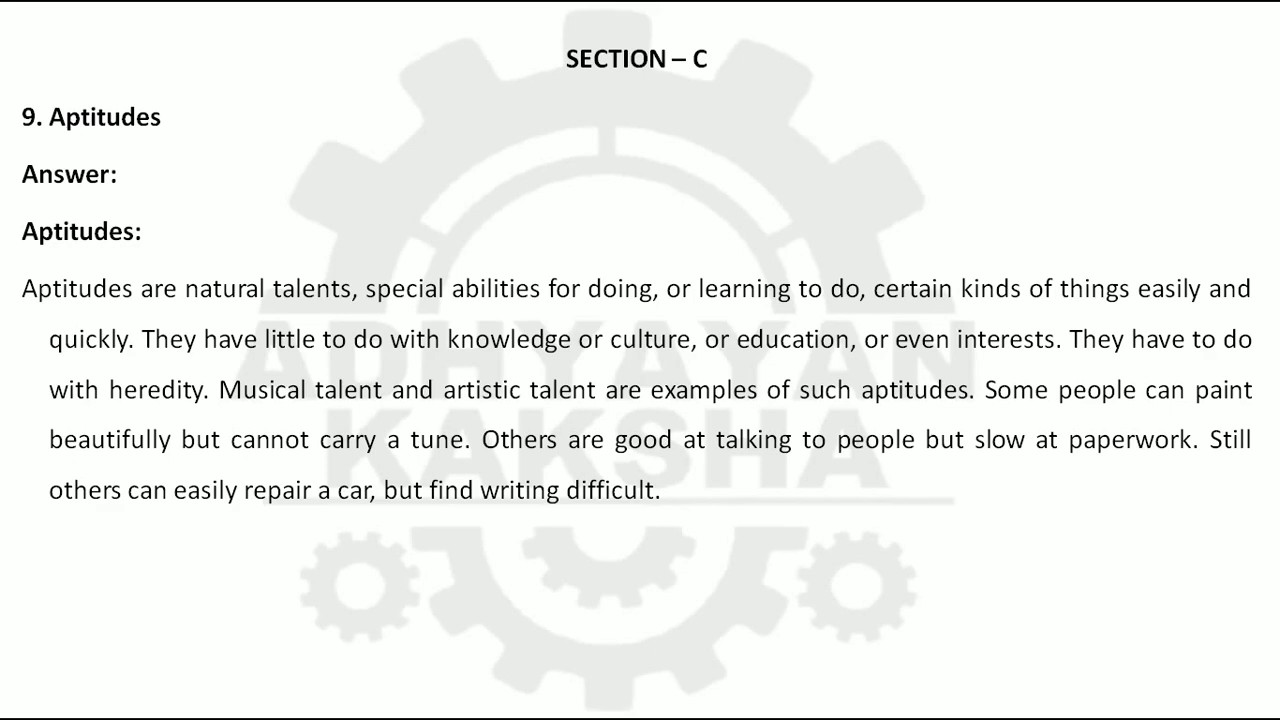 SECTION – C
9. Aptitudes
Answer:
Aptitudes:
Aptitudes are natural talents, special abilities for doing, or learning to do, certain kinds of things easily and
quickly. They have little to do with knowledge or culture, or education, or even interests. They have to do
with heredity. Musical talent and artistic talent are examples of such aptitudes. Some people can paint
beautifully but cannot carry a tune. Others are good at talking to people but slow at paperwork. Still
others can easily repair a car, but find writing difficult.
ADHYAYAN
KAKSHA